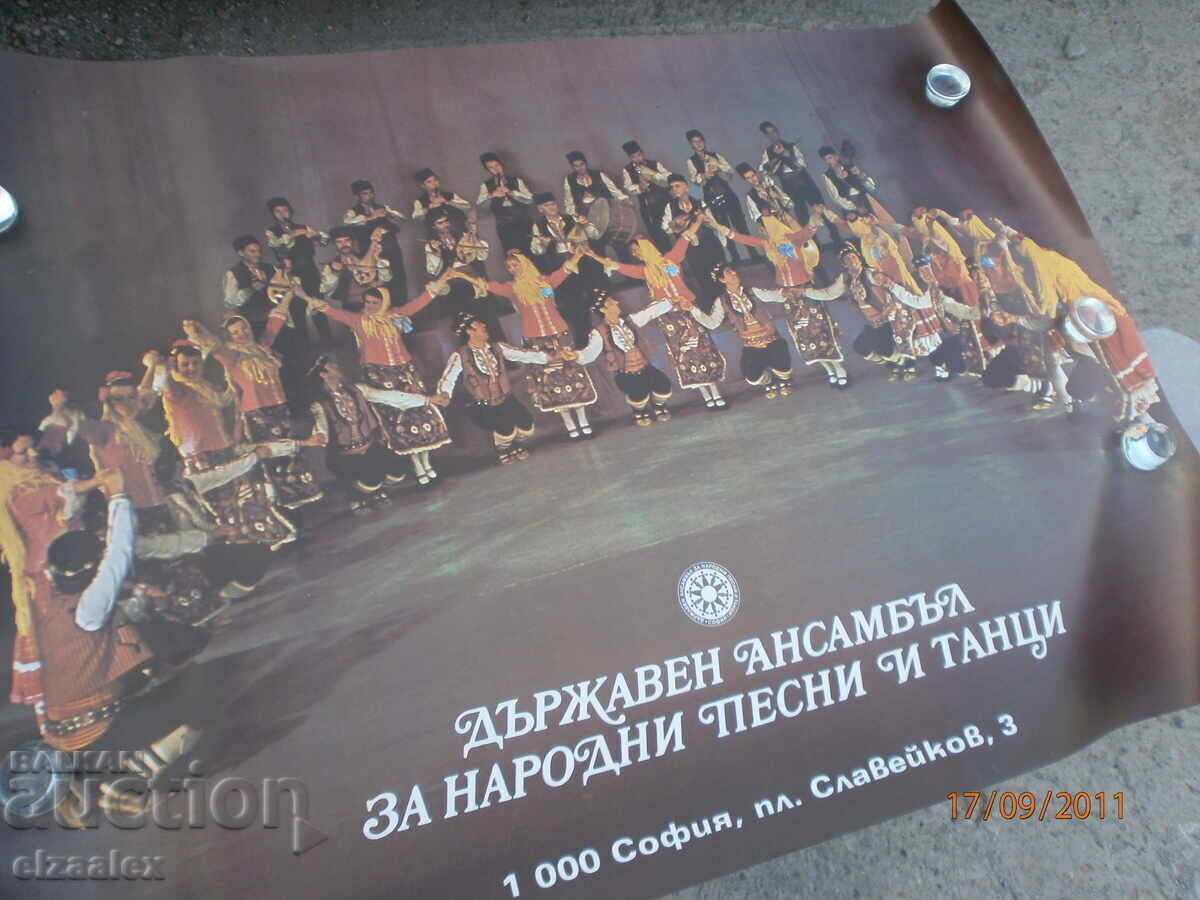 ДЪРЖАВЕН АНСАМБЪЛ
ЗА НАРОДНИ ПЕСНИ И ТАНЦИ
1 000 София, пл. Славейков, 3
17/09/2011
BALKAN
auction
elzaalex